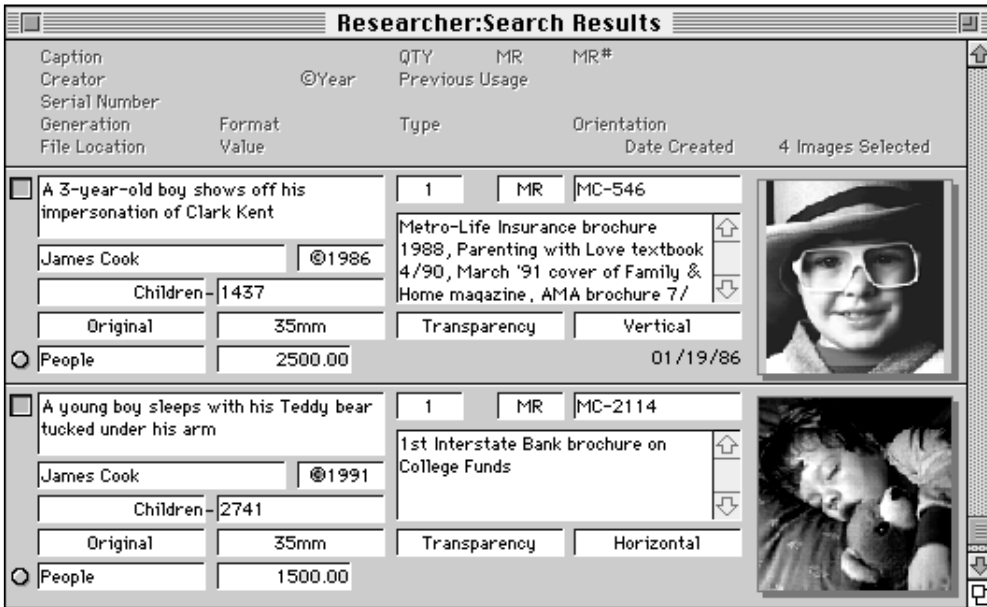 Researcher:Search Results
Caption QTY MR MR#
Creator ©Year Previous Usage
Serial Number
Generation Format Type Orientation
File Location Value Date Created 4 Images Selected
A 3-year-old boy shows off his
impersonation of Clark Kent
1 MR MC-546
Metro-Life Insurance brochure
1988, Parenting with Love textbook
4/90, March '91 cover of Family &
Home magazine, AMA brochure 7/
James Cook ©1986
Children- 1437
Original 35mm Transparency Vertical
People 2500.00 01/19/86
A young boy sleeps with his Teddy bear
tucked under his arm
1 MR MC-2114
1st Interstate Bank brochure on
College Funds
James Cook ©1991
Children- 2741
Original 35mm Transparency Horizontal
People 1500.00